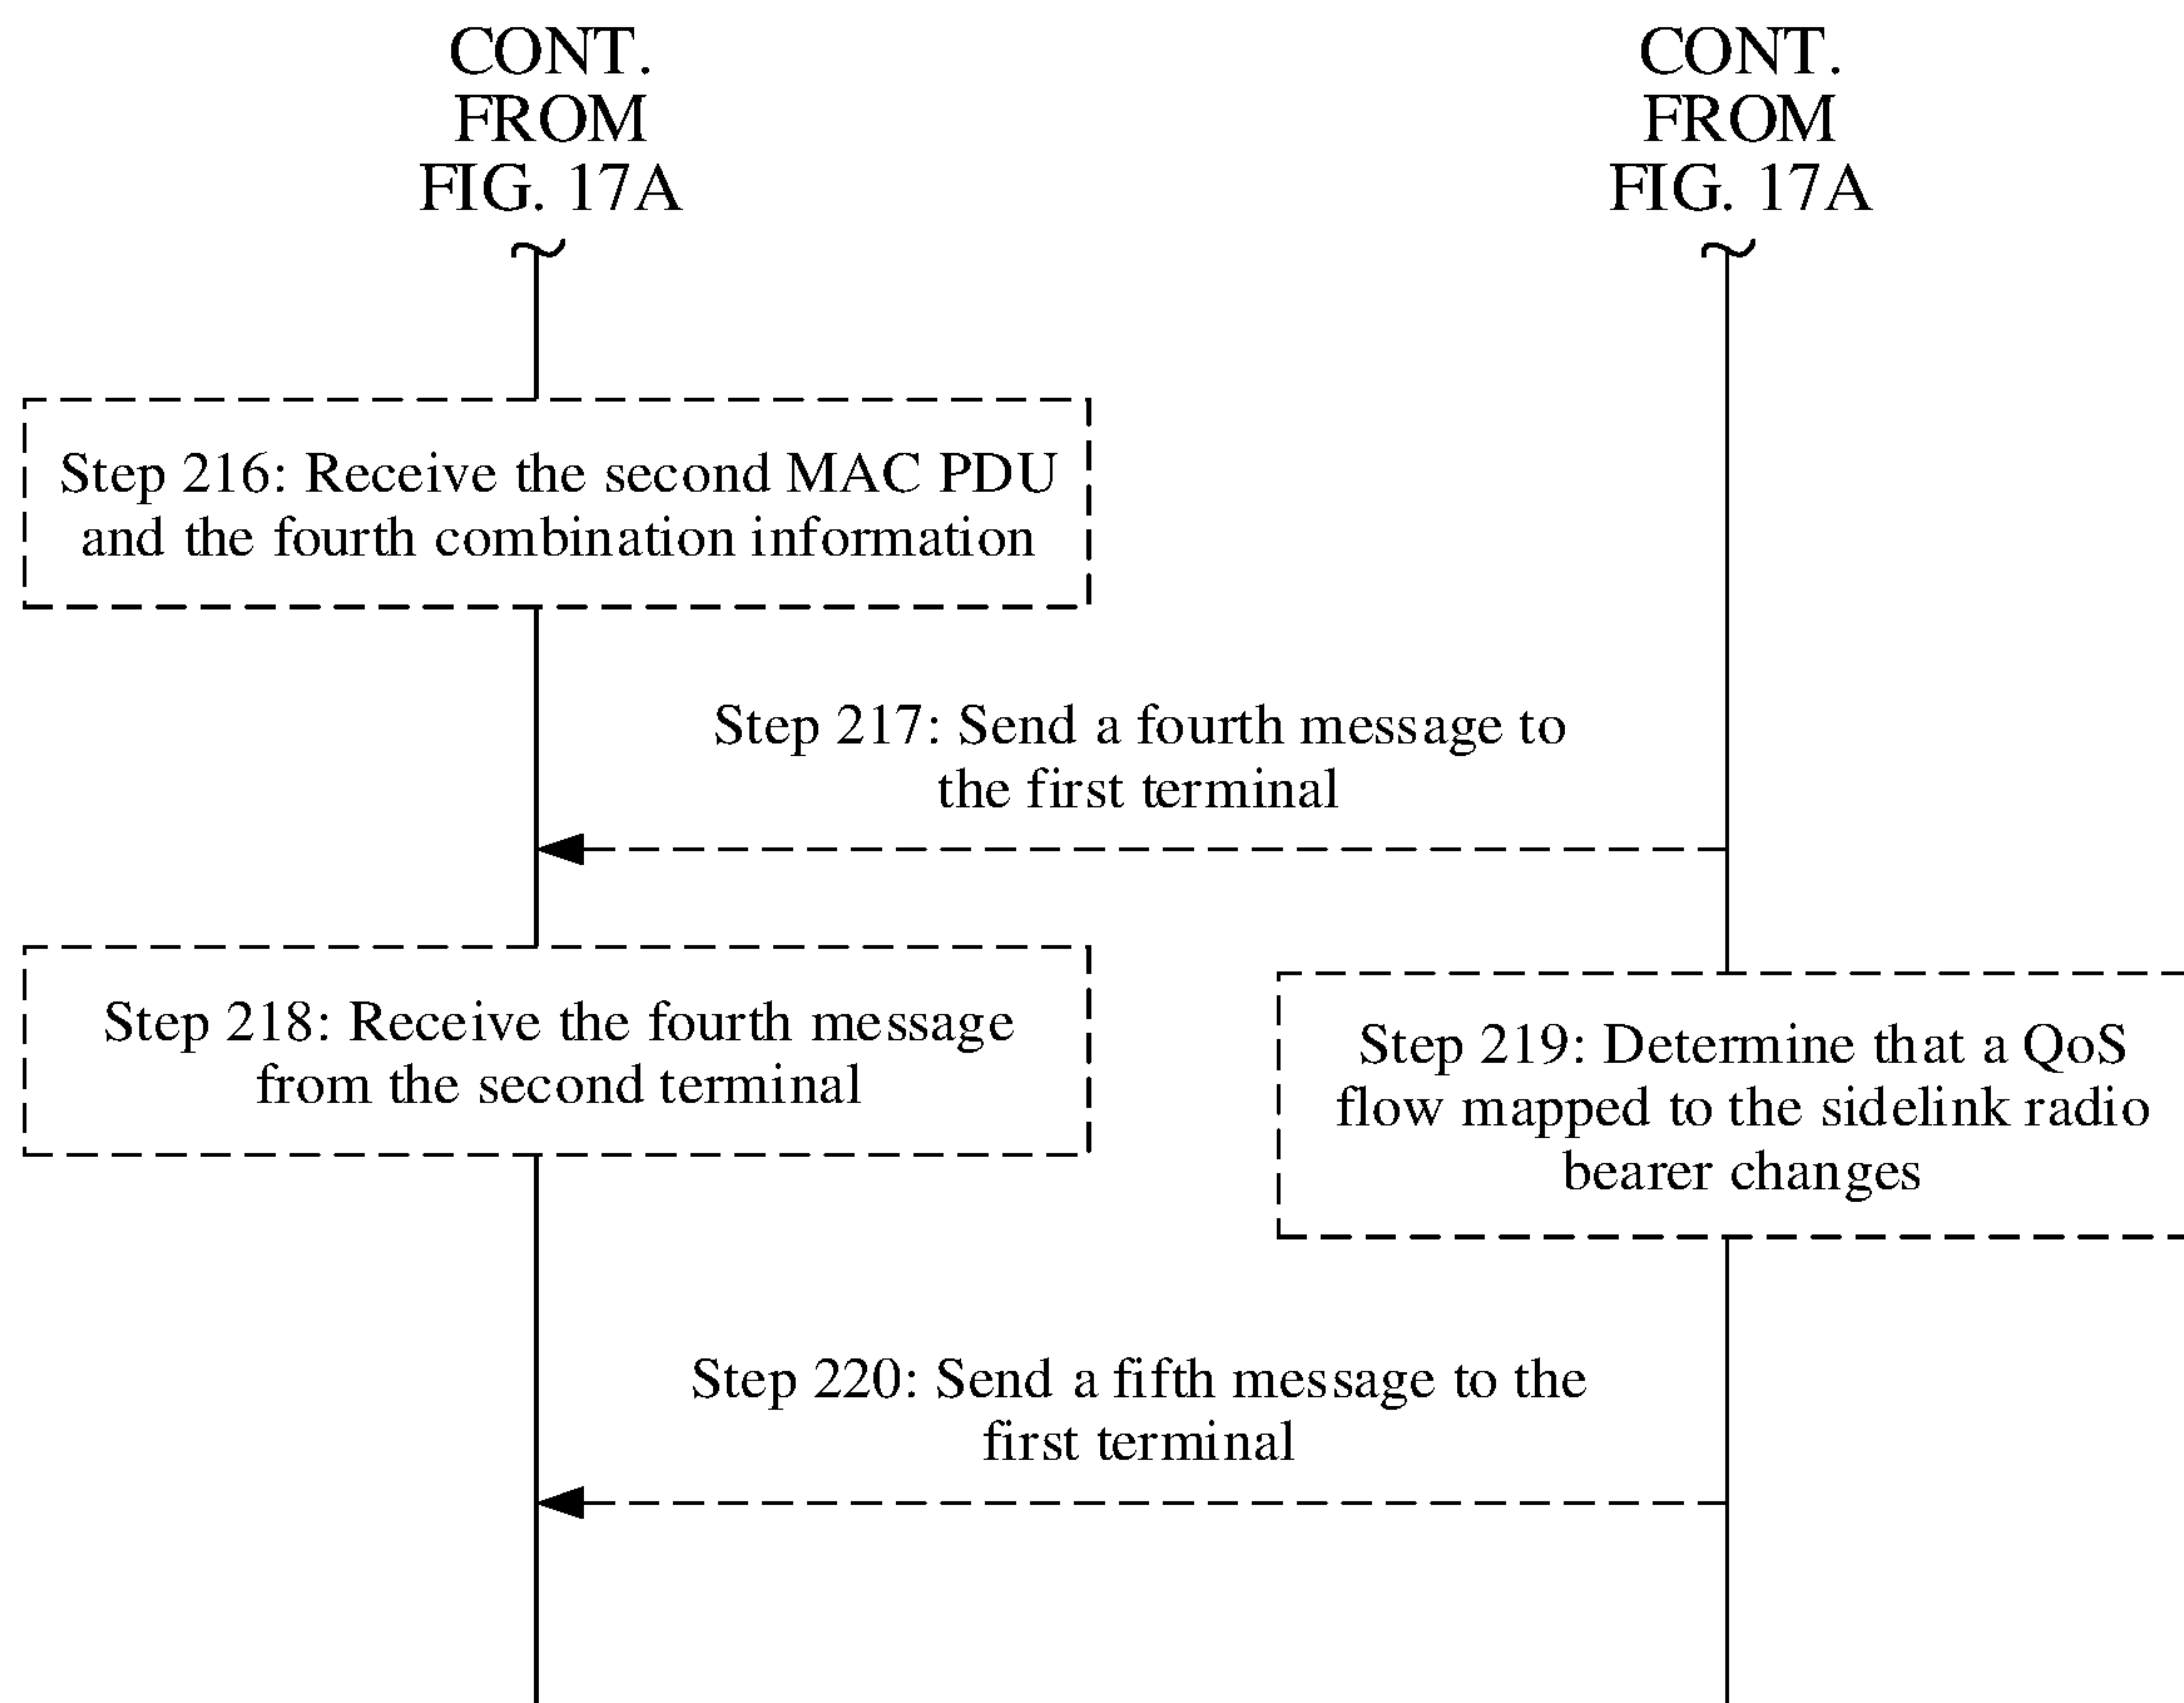 CONT.
FROM
FIG. 17A
CONT.
FROM
FIG. 17A
Step 216: Receive the second MAC PDU
and the fourth combination information
Step 217: Send a fourth message to
the first terminal
Step 218: Receive the fourth message
from the second terminal
Step 219: Determine that a QoS
flow mapped to the sidelink radio
bearer changes
Step 220: Send a fifth message to the
first terminal